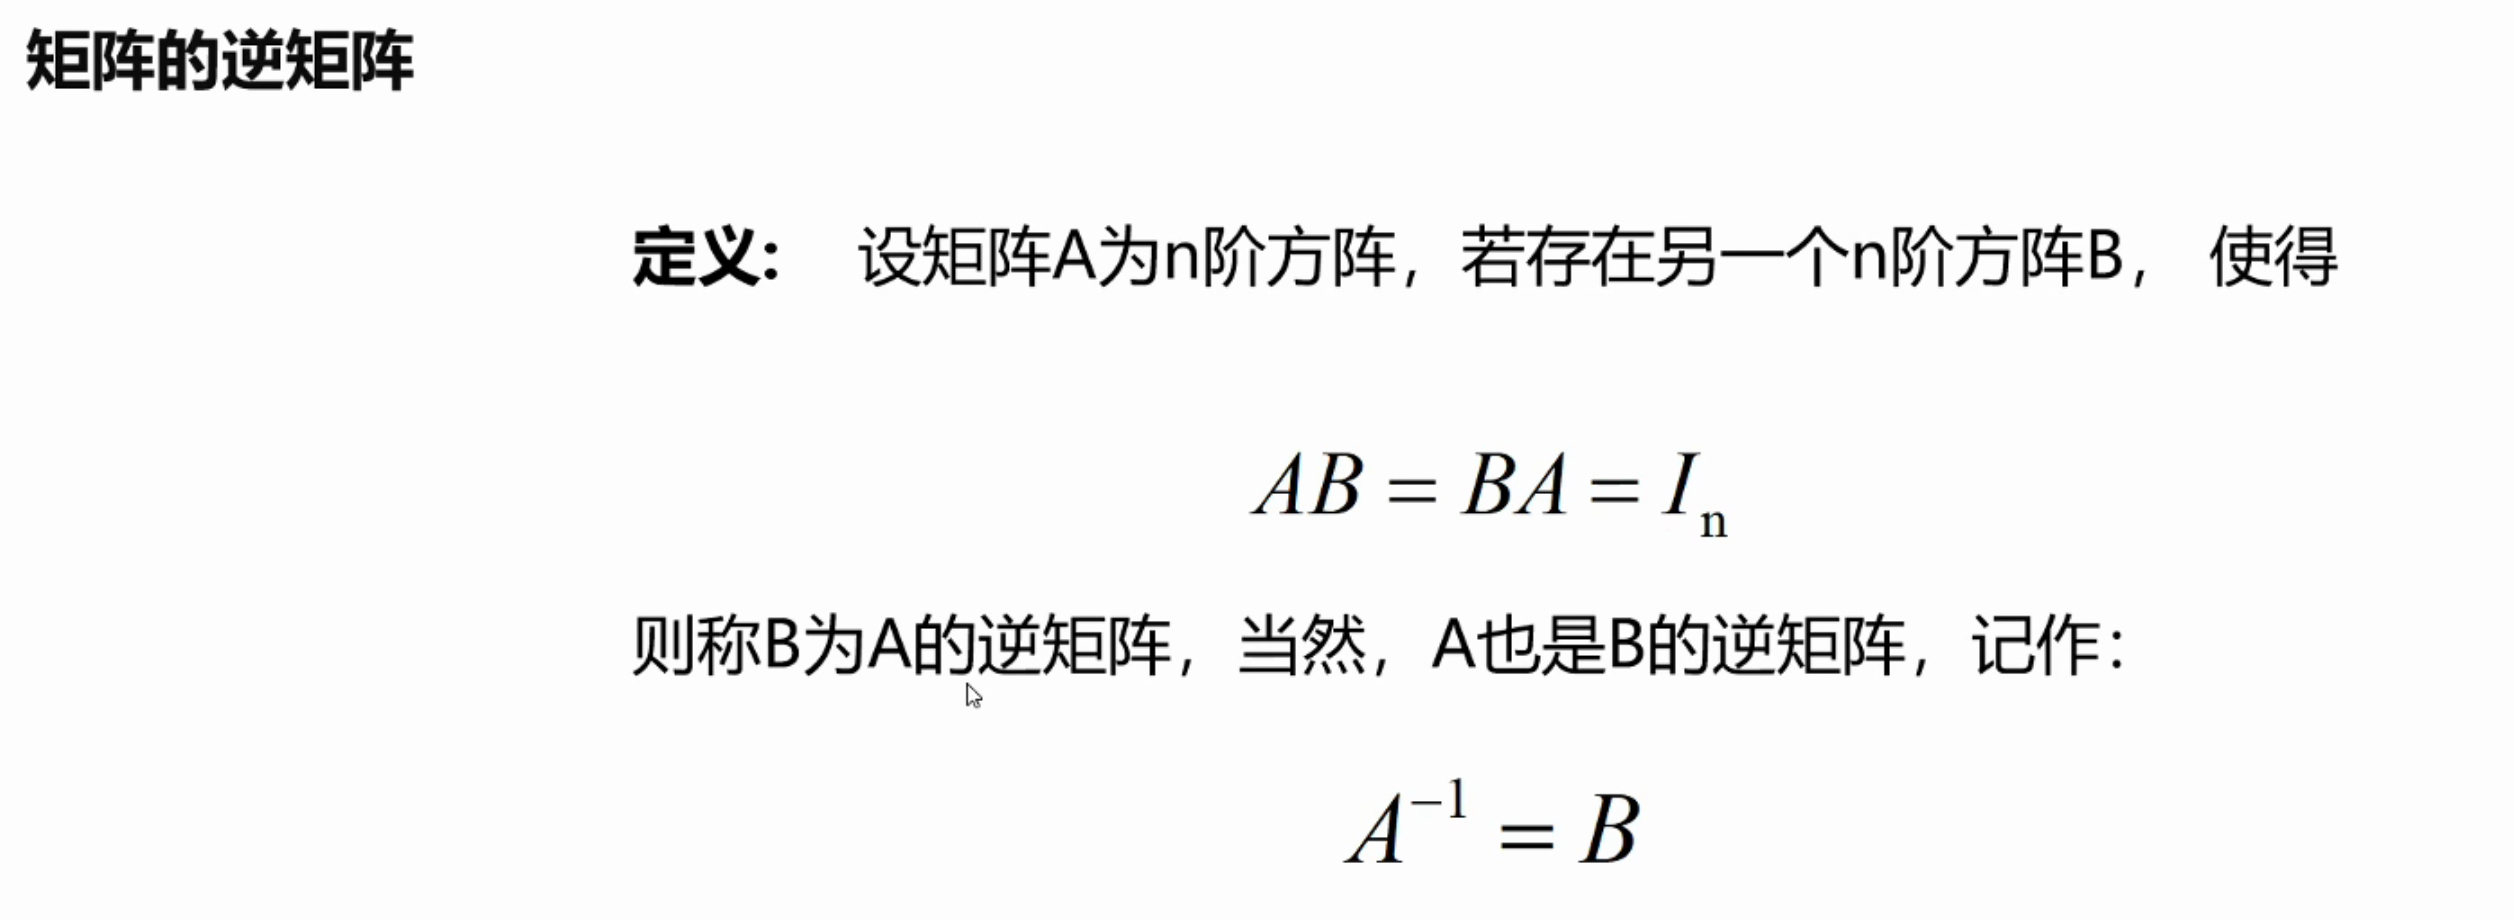 矩阵的逆矩阵
定义: 设矩阵A为n阶方阵，若存在另一个n阶方阵B， 使得
AB = BA = Iₙ
则称B为A的逆矩阵，当然，A也是B的逆矩阵，记作:
A⁻¹ = B